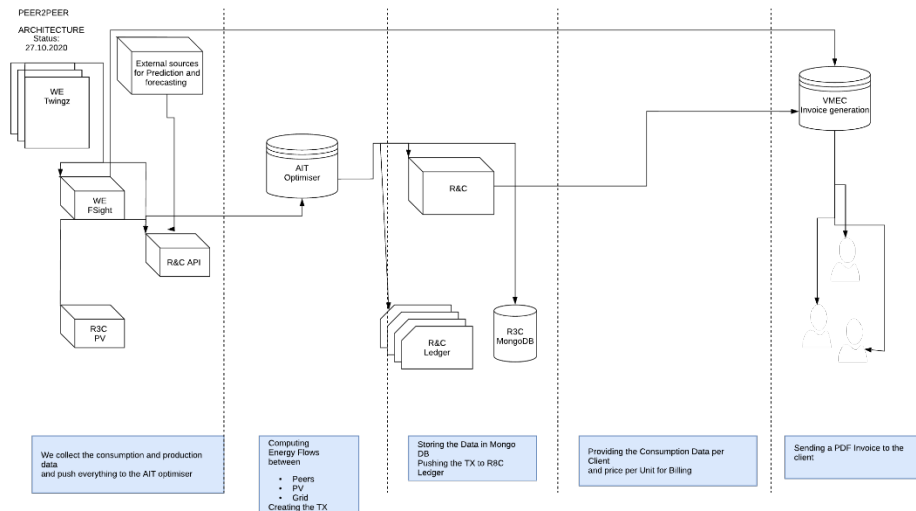 PEER2PEER
ARCHITECTURE
Status:
27.10.2020
WE
Twingz
External sources
for Prediction and
forecasting
WE
FSight
R&C API
R3C
PV
AIT
Optimiser
R&C
R&C
Ledger
R3C
MongoDB
VMEC
Invoice generation
We collect the consumption and production
data
and push everything to the AIT optimiser
Computing
Energy Flows
between
• Peers
• PV
• Grid
Creating the TX
Storing the Data in Mongo
DB
Pushing the TX to R8C
Ledger
Providing the Consumption Data per
Client
and price per Unit for Billing
Sending a PDF Invoice to the
client